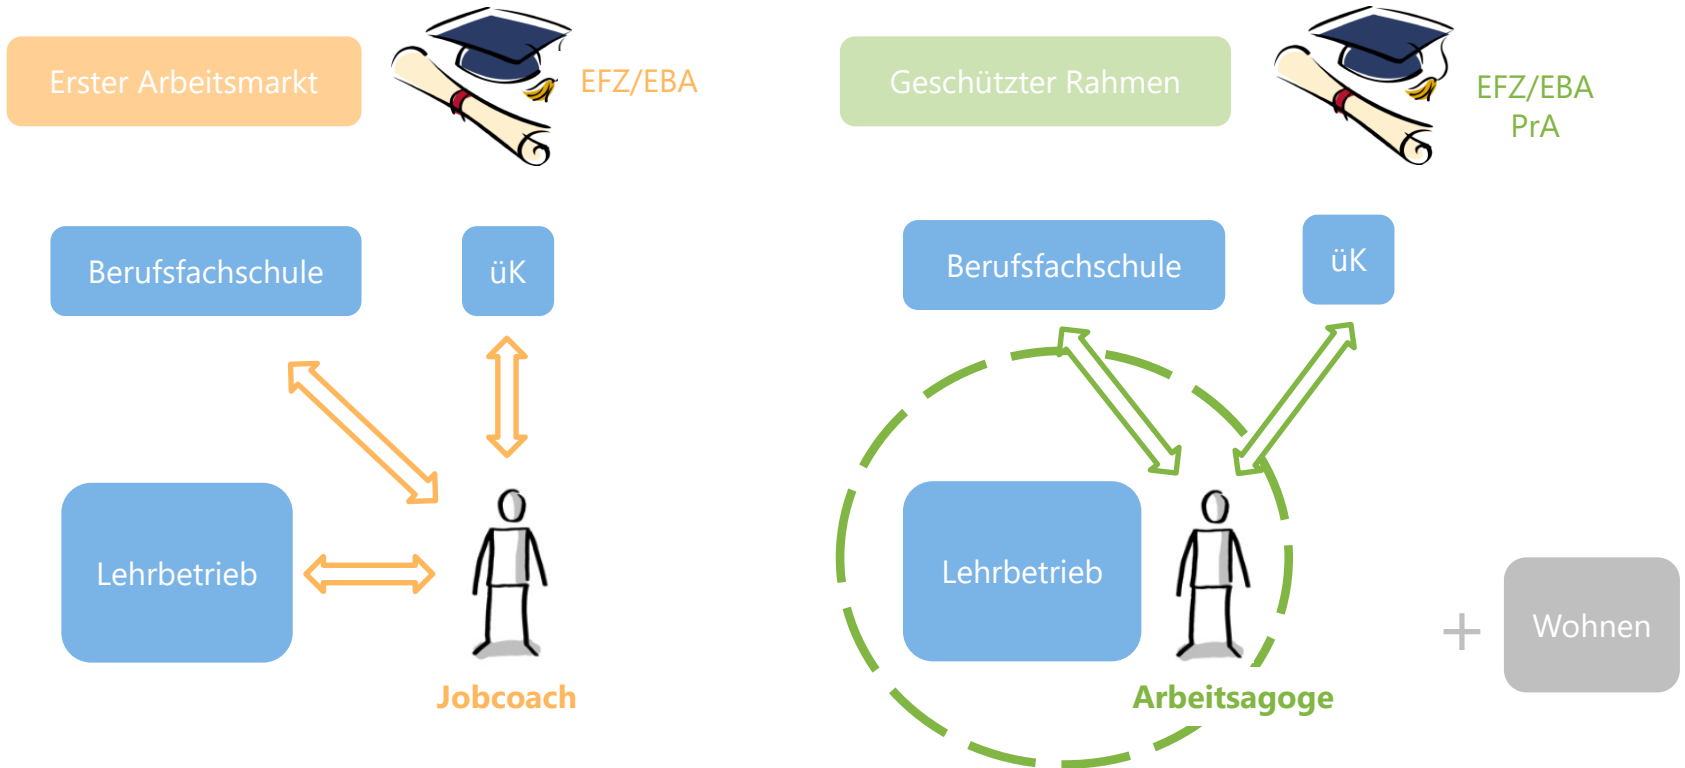 Erster Arbeitsmarkt
EFZ/EBA
Berufsfachschule
üK
Lehrbetrieb
Jobcoach
Geschützter Rahmen
EFZ/EBA
PrA
Berufsfachschule
üK
Lehrbetrieb
Arbeitsagoge
+
Wohnen